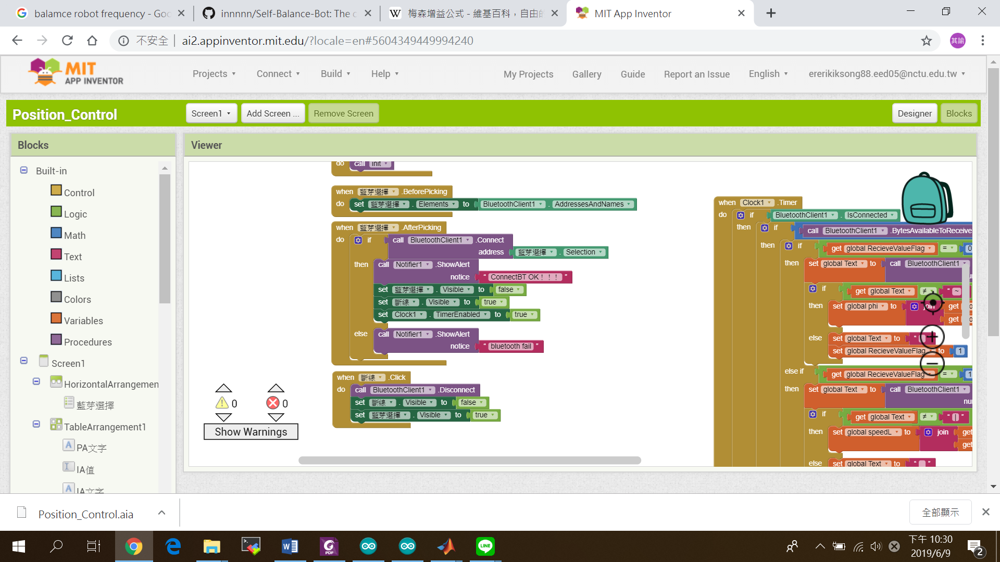 balamce robot frequency - Goo
innnnn/Self-Balance-Bot: The c
梅森增益公式 - 維基百科，自由的
MIT App Inventor
不安全 | ai2.appinventor.mit.edu/?locale=en#5604349449994240
其諭
MIT
APP INVENTOR
Projects
Connect
Build
Help
My Projects
Gallery
Guide
Report an Issue
English
ererikiksong88.eed05@nctu.edu.tw
Position_Control
Screen1
Add Screen ...
Remove Screen
Designer
Blocks
Blocks
Built-in
Control
Logic
Math
Text
Lists
Colors
Variables
Procedures
Screen1
HorizontalArrangemen
藍芽選擇
TableArrangement1
PA文字
IA值
IA文字
Viewer
do call init
when 藍芽選擇 .BeforePicking
do set 藍芽選擇 . Elements to BluetoothClient1 . AddressesAndNames
when 藍芽選擇 .AfterPicking
do if call BluetoothClient1 .Connect
address 藍芽選擇 . Selection
then call Notifier1 .ShowAlert
notice “ ConnectBT OK！！！ ”
set 藍芽選擇 . Visible to false
set 斷線 . Visible to true
set Clock1 . TimerEnabled to true
else call Notifier1 .ShowAlert
notice “ bluetooth fail ”
when 斷線 .Click
do call BluetoothClient1 .Disconnect
set 斷線 . Visible to false
set 藍芽選擇 . Visible to true
0
0
Show Warnings
when Clock1 .Timer
do if BluetoothClient1 . IsConnected
then if call BluetoothClient1 .BytesAvailableToReceive
then if get global RecieveValueFlag = 0
then set global Text to call BluetoothClient1
if get global Text ≠ “ ~
then set global phi to join get
get
else set global Text to “
set global RecieveValueFlag to 1
else if get global RecieveValueFlag = 1
then set global Text to call BluetoothClient1
nu
if get global Text ≠ “ | ”
then set global speedL to join get
get
else set global Text to “ ”
Position_Control.aia
全部顯示
PDF
LINE
下午 10:30
2019/6/9
2